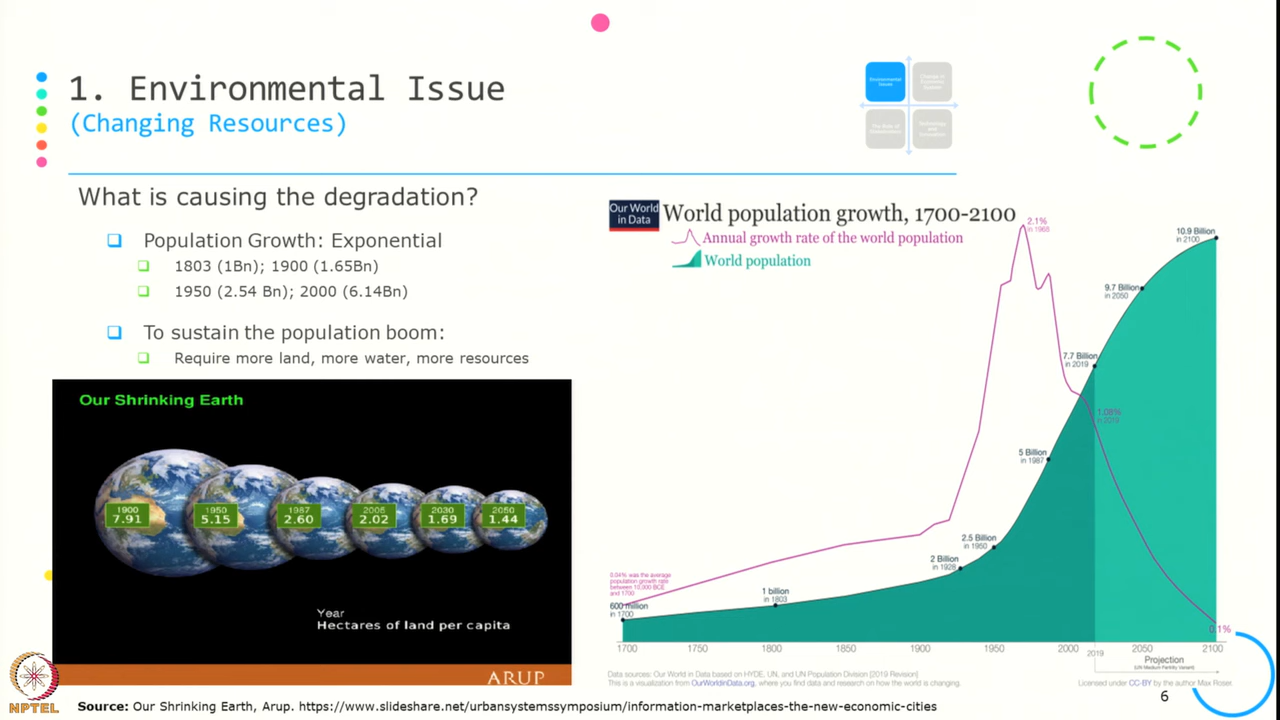 1. Environmental Issue
(Changing Resources)
Environmental
Issues
What is causing the degradation?
Population Growth: Exponential
1803 (1Bn); 1900 (1.65Bn)
1950 (2.54 Bn); 2000 (6.14Bn)
To sustain the population boom:
Require more land, more water, more resources
Our Shrinking Earth
1900
7.91
1950
5.15
1987
2.60
2005
2.02
2030
1.69
2050
1.44
Year
Hectares of land per capita
ARUP
Our World
in Data
World population growth, 1700-2100
Annual growth rate of the world population
World population
2.1%
in 1968
10.9 Billion
in 2100
9.7 Billion
in 2050
7.7 Billion
in 2019
1.08%
in 2019
5 Billion
in 1987
2.5 Billion
in 1950
2 Billion
in 1928
1 billion
in 1803
0.04% was the average
population growth rate
between 10,000 BCE
and 1700
600 million
in 1700
0.1%
1700 1750 1800 1850 1900 1950 2000 2050 2100
2019
Projection
(UN Medium Fertility Variant)
Data sources: Our World in Data based on HYDE, UN, and UN Population Division [2019 Revision]
This is a visualization from OurWorldinData.org, where you find data and research on how the world is changing.
Licensed under CC-BY by the author Max Roser
6
NPTEL
Source: Our Shrinking Earth, Arup. https://www.slideshare.net/urbansystemssymposium/information-marketplaces-the-new-economic-cities